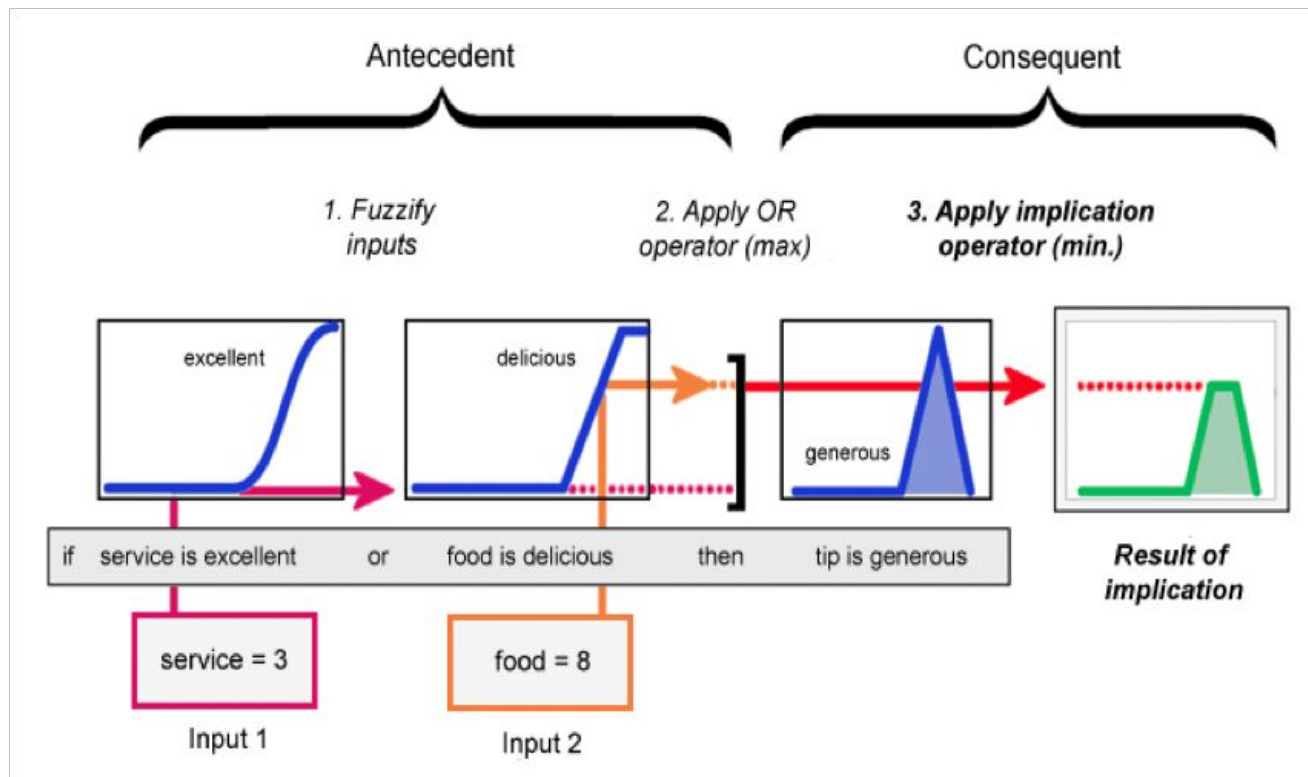 Antecedent
Consequent
1. Fuzzify
inputs
2. Apply OR
operator (max)
3. Apply implication
operator (min.)
excellent
delicious
generous
if service is excellent or food is delicious then tip is generous
Result of
implication
service = 3
food = 8
Input 1
Input 2